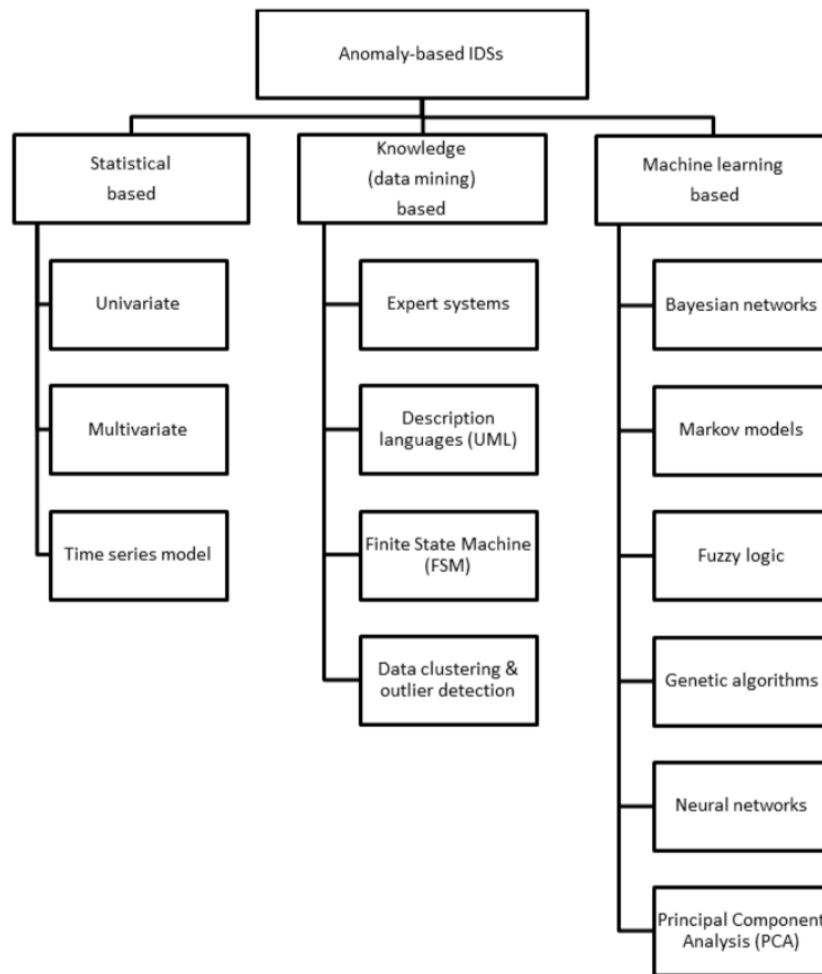 Anomaly-based IDSs
Statistical
based
Knowledge
(data mining)
based
Machine learning
based
Univariate
Multivariate
Time series model
Expert systems
Description
languages (UML)
Finite State Machine
(FSM)
Data clustering &
outlier detection
Bayesian networks
Markov models
Fuzzy logic
Genetic algorithms
Neural networks
Principal Component
Analysis (PCA)